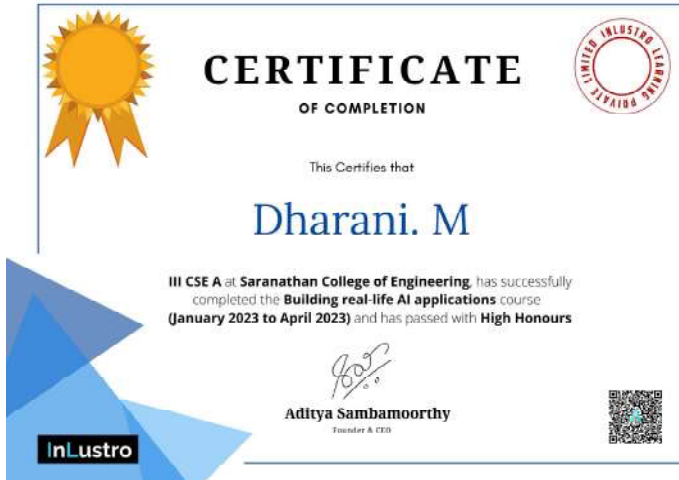 CERTIFICATE
OF COMPLETION
INLUSTRO LEARNING PRIVATE LIMITED
This Certifies that
Dharani. M
III CSE A at Saranathan College of Engineering, has successfully
completed the Building real-life AI applications course
(January 2023 to April 2023) and has passed with High Honours
Aditya Sambamoorthy
Founder & CEO
InLustro